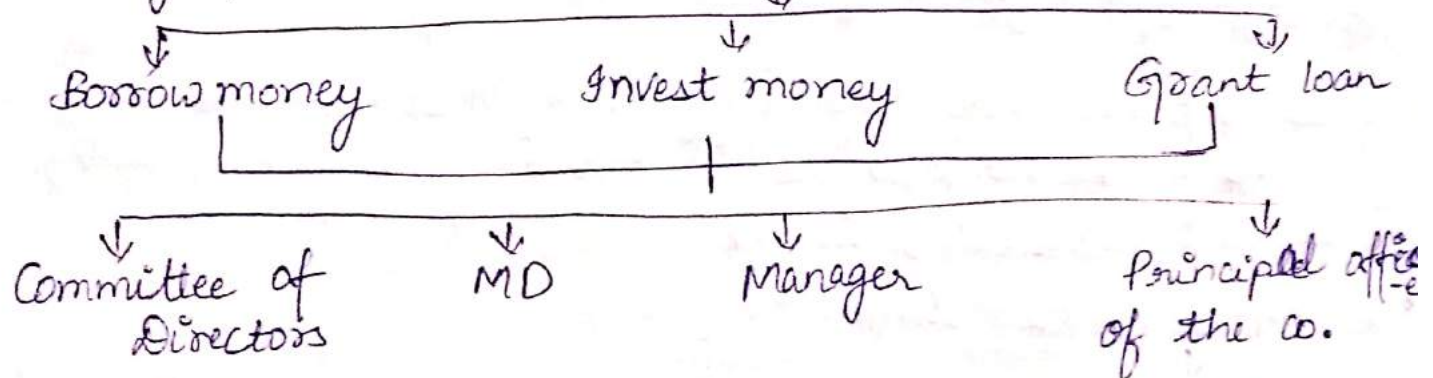 Borrow money Invest money Grant loan
Committee of MD Manager Principal
Directors of the co.